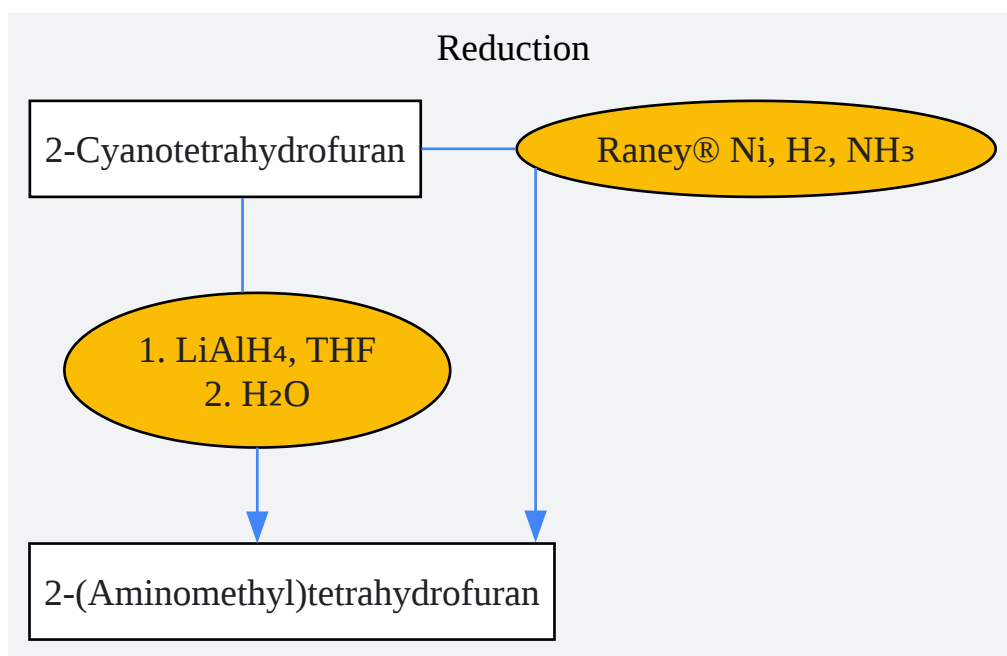 Reduction
2-Cyanotetrahydrofuran
Raney® Ni, H₂, NH₃
1. LiAlH₄, THF
2. H₂O
2-(Aminomethyl)tetrahydrofuran